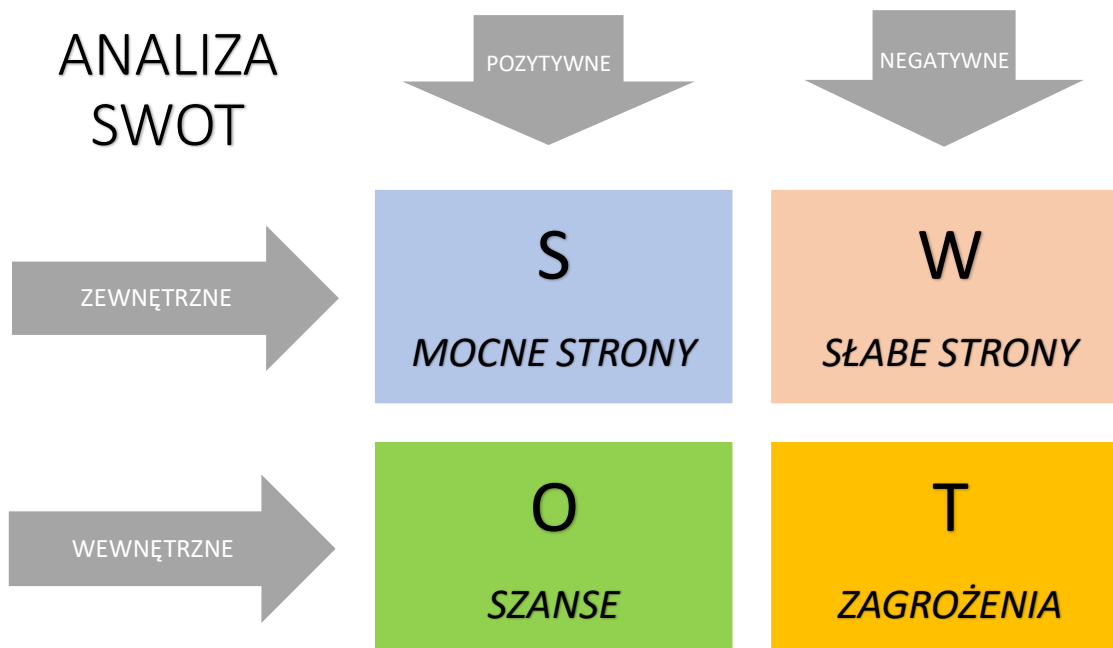 ANALIZA
SWOT
POZYTYWNE
NEGATYWNE
ZEWNĘTRZNE
S
MOCNE STRONY
W
SŁABE STRONY
WEWNĘTRZNE
O
SZANSE
T
ZAGROŻENIA